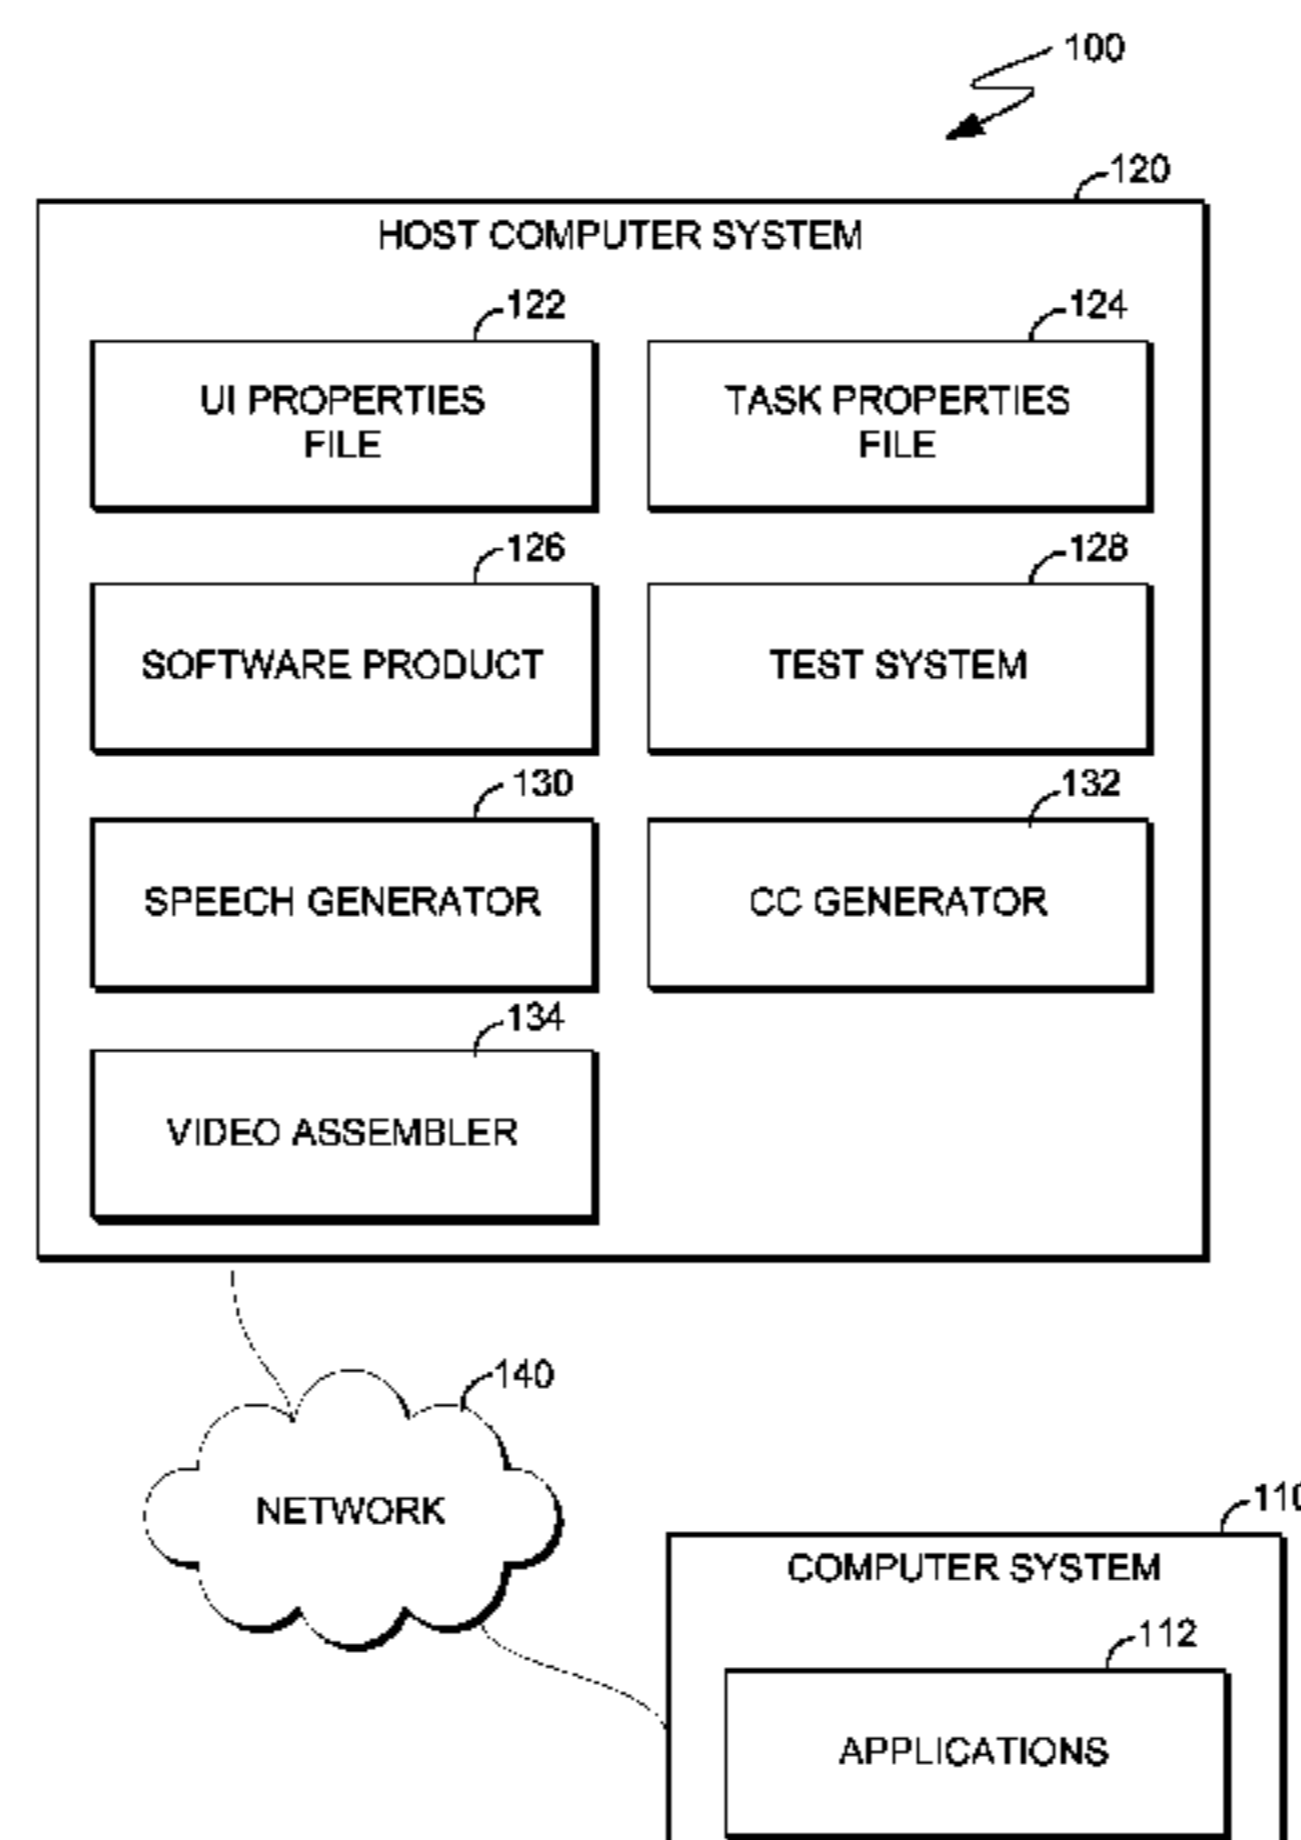 100
120
HOST COMPUTER SYSTEM
122
124
UI PROPERTIES
FILE
TASK PROPERTIES
FILE
126
128
SOFTWARE PRODUCT
TEST SYSTEM
130
132
SPEECH GENERATOR
CC GENERATOR
134
VIDEO ASSEMBLER
140
NETWORK
110
COMPUTER SYSTEM
112
APPLICATIONS